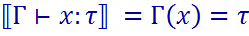 ⟦Γ ⊢ x: τ⟧ = Γ(x) = τ